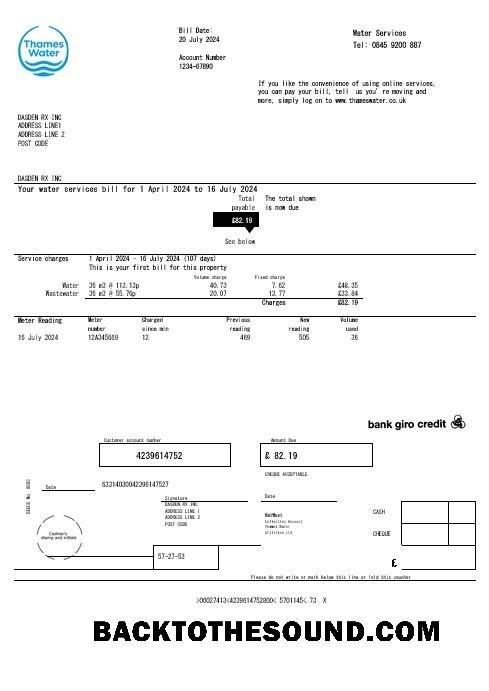 Thames
Water
Bill Date:
20 July 2024
Account Number
1234-67890
Water Services
Tel: 0845 9200 887
If you like the convenience of using online services,
you can pay your bill, tell us you're moving and
more, simply log on to www.thameswater.co.uk
DASDEN RX INC
ADDRESS LINE1
ADDRESS LINE 2
POST CODE
DASDEN RX INC
Your water services bill for 1 April 2024 to 16 July 2024
Total payable
The total shown is now due
£82.19
See below
Service charges 1 April 2024 - 16 July 2024 (107 days)
This is your first bill for this property
Volume charge Fixed charge
Water 36 m3 @ 113.13p 40.73 7.62 £48.35
Wastewater 36 m3 @ 55.76p 20.07 13.77 £33.84
Charges £82.19
Meter Reading Meter number Charged since min Previous reading New reading Volume used
16 July 2024 12A345669 12 469 505 36
bank giro credit
Customer account number
4239614752
Amount Due
£ 82.19
CHEQUE ACCEPTABLE
Date
63314030042396147527
Signature
DASDEN RX INC
ADDRESS LINE 1
ADDRESS LINE 2
POST CODE
Date
NatWest
Collection Account
Thames Water
Utilities Ltd
CASH
CHEQUE
£
Cashier's
stamp and initials
57-27-53
Please do not write or mark below this line or fold this voucher
>00027413<4239614752800< 5701145< 73 X
BACKTOTHESOUND.COM